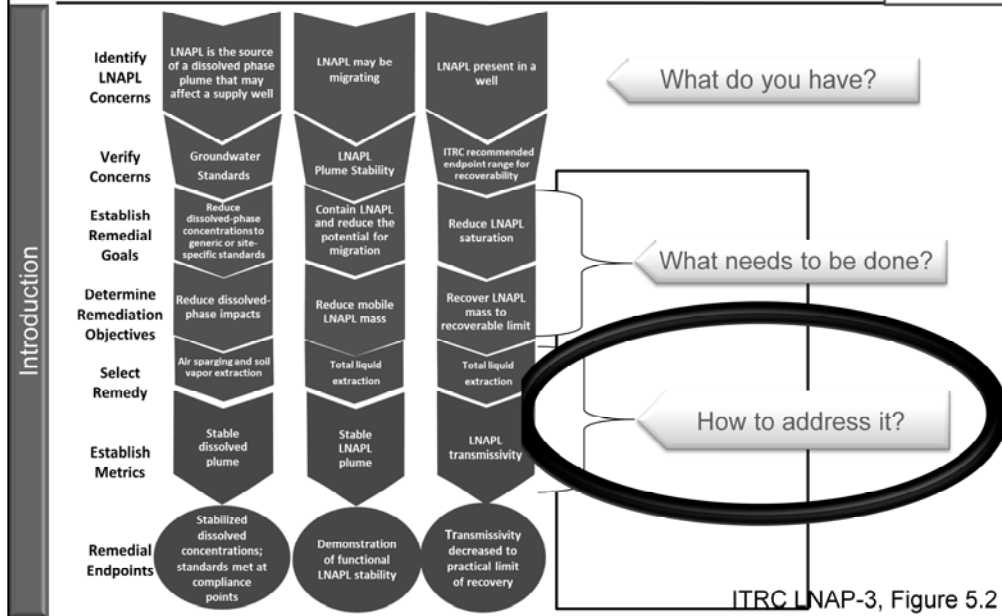 Introduction
Identify
LNAPL
Concerns
LNAPL is the source
of a dissolved phase
plume that may
affect a supply well
LNAPL may be
migrating
LNAPL present in a
well
What do you have?
Verify
Concerns
Groundwater
Standards
LNAPL
Plume Stability
ITRC recommended
endpoint range for
recoverability
Establish
Remedial
Goals
Reduce
dissolved-phase
concentrations to
generic or site-
specific standards
Contain LNAPL
and reduce the
potential for
migration
Reduce LNAPL
saturation
What needs to be done?
Determine
Remediation
Objectives
Reduce dissolved-
phase impacts
Reduce mobile
LNAPL mass
Recover LNAPL
mass to
recoverable limit
Select
Remedy
Air sparging and soil
vapor extraction
Total liquid
extraction
Total liquid
extraction
How to address it?
Establish
Metrics
Stable
dissolved
plume
Stable
LNAPL
plume
LNAPL
transmissivity
Remedial
Endpoints
Stabilized
dissolved
concentrations;
standards met at
compliance
points
Demonstration
of functional
LNAPL stability
Transmissivity
decreased to
practical limit
of recovery
ITRC LNAP-3, Figure 5.2